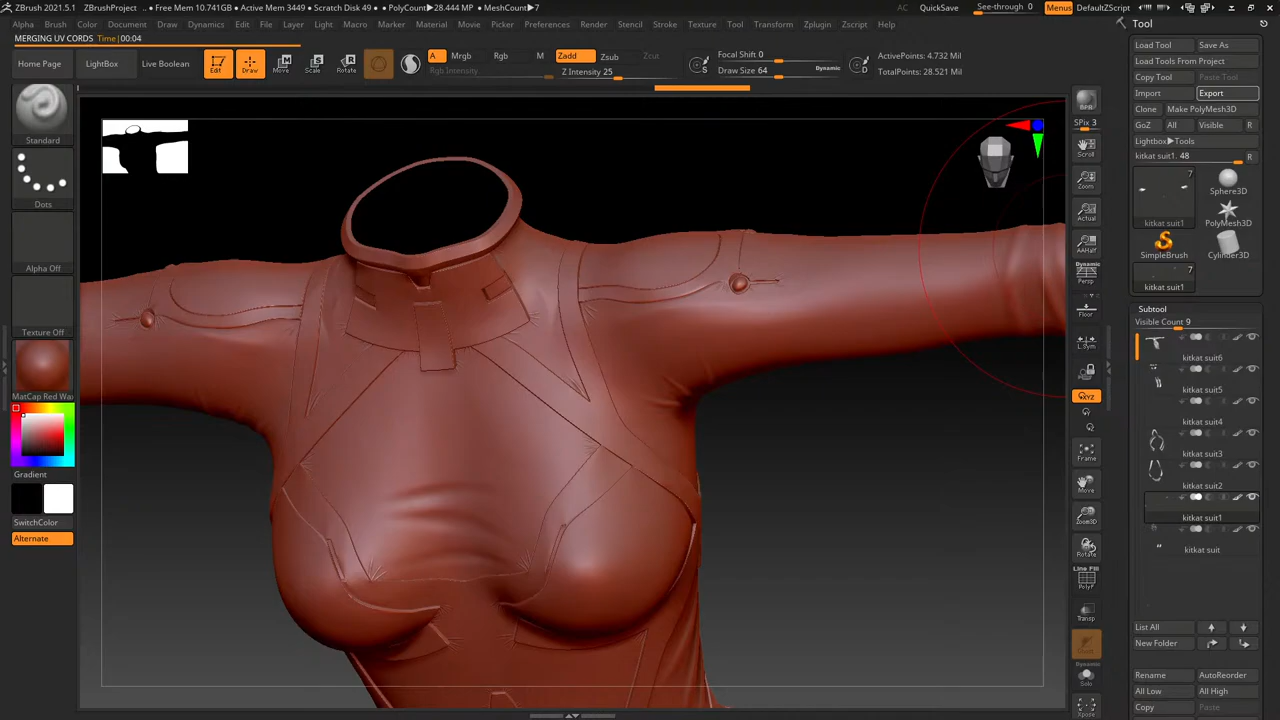 ZBrush 2021.5.1 ZBrushProject .. • Free Mem 10.741GB • Active Mem 3449 • Scratch Disk 49 • PolyCount▶28.444 MP • MeshCount▶7 AC QuickSave See-through 0 Menus DefaultZScript
Alpha Brush Color Document Draw Dynamics Edit File Layer Light Macro Marker Material Movie Picker Preferences Render Stencil Stroke Texture Tool Transform Zplugin Zscript Help
MERGING UV CORDS Time|00:04
Home Page LightBox Live Boolean Edit Draw Move Scale Rotate
A Mrgb Rgb M Zadd Zsub Zcut
Rgb Intensity Z Intensity 25
Focal Shift 0
Draw Size 64 Dynamic
S D
ActivePoints: 4.732 Mil
TotalPoints: 28.521 Mil
Standard
Dots
Alpha Off
Texture Off
MatCap Red Wa
Gradient
SwitchColor
Alternate
BPR
SPix 3
Scroll
Zoom
Actual
AAHalf
Dynamic
Persp
Floor
L.Sym
XYZ
Frame
Move
Zoom3D
Rotate
Line Fill
PolyF
Transp
Dynamic
Solo
Xpose
Tool
Load Tool Save As
Load Tools From Project
Copy Tool Paste Tool
Import Export
Clone Make PolyMesh3D
GoZ All Visible R
Lightbox▶Tools
kitkat suit1. 48 R
7
kitkat suit1 Sphere3D
PolyMesh3D
SimpleBrush Cylinder3D
7
kitkat suit1
Subtool
Visible Count 9
kitkat suit6
kitkat suit5
kitkat suit4
kitkat suit3
kitkat suit2
kitkat suit1
kitkat suit
List All
New Folder
Rename AutoReorder
All Low All High
Copy Paste